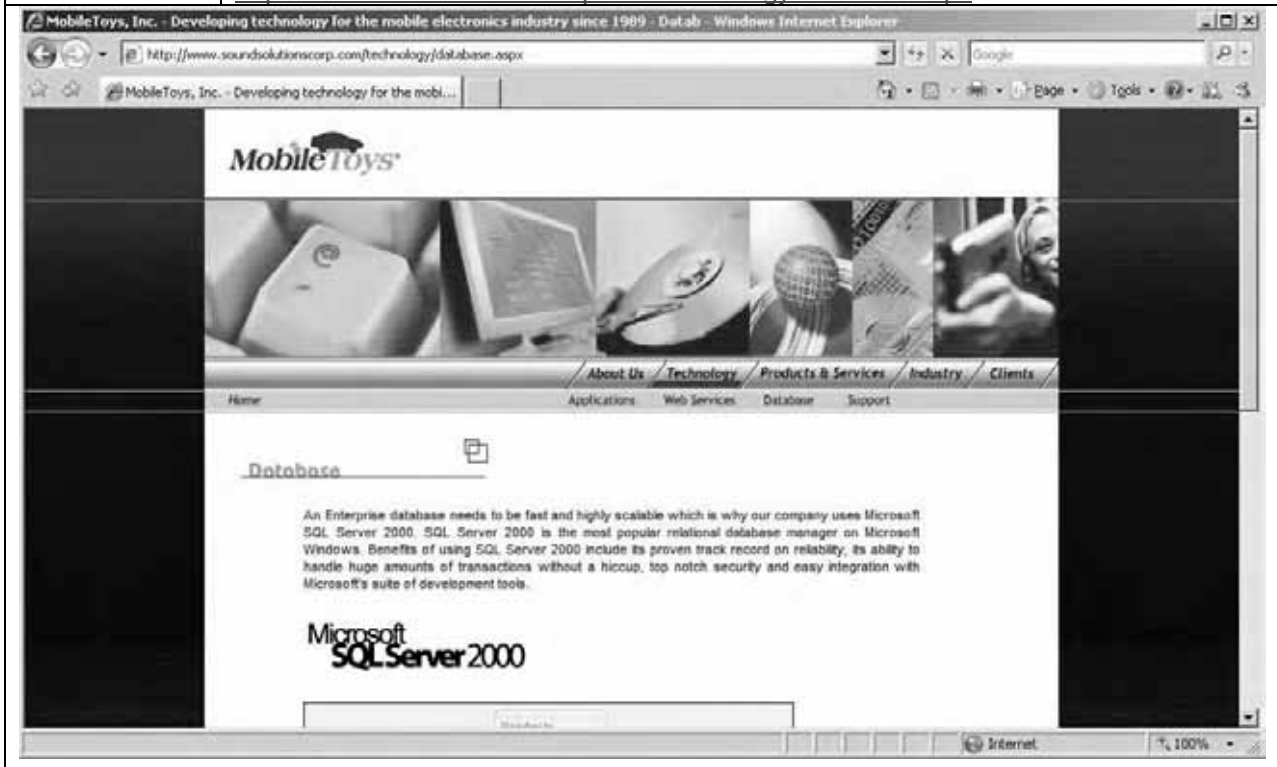 MobileToys, Inc. - Developing technology for the mobile electronics industry since 1989 - Datab - Windows Internet Explorer
http://www.soundsolutionscorp.com/technology/database.aspx
Google
MobileToys, Inc. - Developing technology for the mobi...
Page
Tools
MobileToys
About Us
Technology
Products & Services
Industry
Clients
Home
Applications
Web Services
Database
Support
Database
An Enterprise database needs to be fast and highly scalable which is why our company uses Microsoft
SQL Server 2000. SQL Server 2000 is the most popular relational database manager on Microsoft
Windows. Benefits of using SQL Server 2000 include its proven track record on reliability, its ability to
handle huge amounts of transactions without a hiccup, top notch security and easy integration with
Microsoft's suite of development tools.
Microsoft
SQL Server 2000
Internet
100%